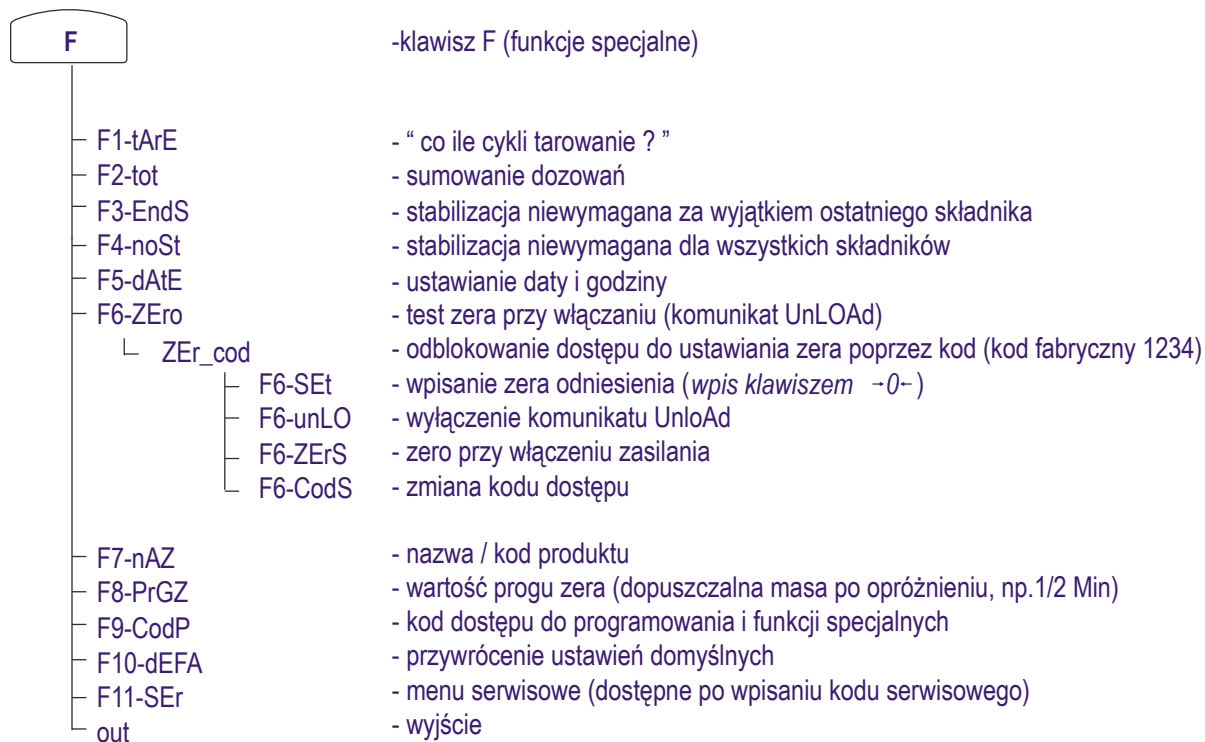 F -klawisz F (funkcje specjalne)
F1-tArE - “ co ile cykli tarowanie ? ”
F2-tot - sumowanie dozowań
F3-EndS - stabilizacja niewymagana za wyjątkiem ostatniego składnika
F4-noSt - stabilizacja niewymagana dla wszystkich składników
F5-dAtE - ustawianie daty i godziny
F6-ZEro - test zera przy włączaniu (komunikat UnLOAd)
ZEr_cod - odblokowanie dostępu do ustawiania zera poprzez kod (kod fabryczny 1234)
F6-SEt - wpisanie zera odniesienia (wpis klawiszem →0←)
F6-unLO - wyłączenie komunikatu UnloAd
F6-ZErS - zero przy włączeniu zasilania
F6-CodS - zmiana kodu dostępu
F7-nAZ - nazwa / kod produktu
F8-PrGZ - wartość progu zera (dopuszczalna masa po opróżnieniu, np.1/2 Min)
F9-CodP - kod dostępu do programowania i funkcji specjalnych
F10-dEFA - przywrócenie ustawień domyślnych
F11-SEr - menu serwisowe (dostępne po wpisaniu kodu serwisowego)
out - wyjście